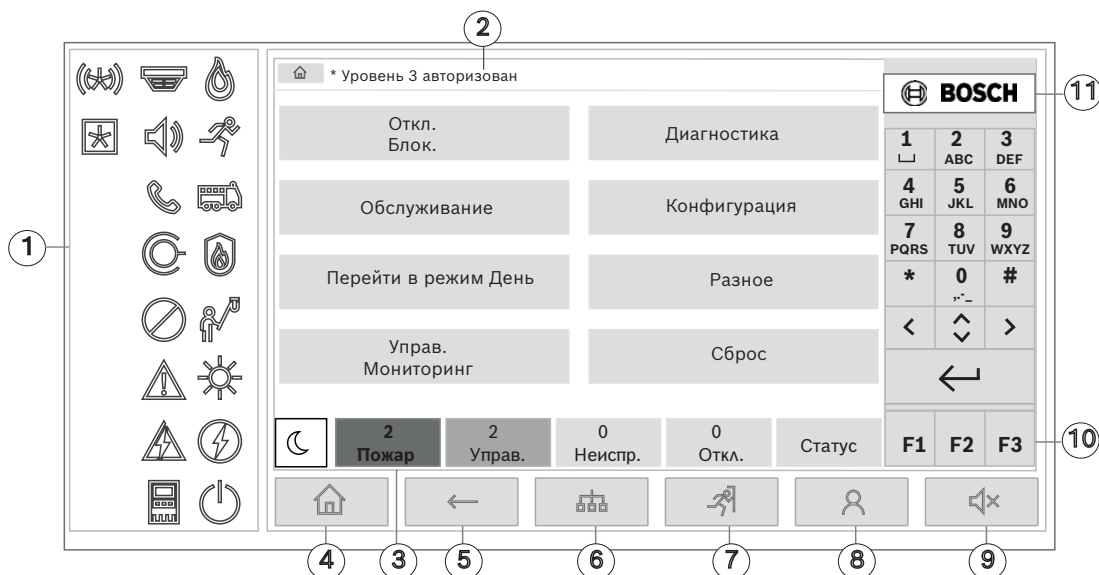 2
* Уровень 3 авторизован
BOSCH
11
Откл.
Блок.
Диагностика
1 2 3
ABC DEF
Обслуживание
Конфигурация
4 5 6
GHI JKL MNO
1
7 8 9
PQRS TUV WXYZ
Перейти в режим День
Разное
* 0 #
,.-_
< >
Управ.
Мониторинг
Сброс
2
Пожар
2
Управ.
0
Неиспр.
0
Откл.
Статус
F1 F2 F3
10
4 3 5 6 7 8 9